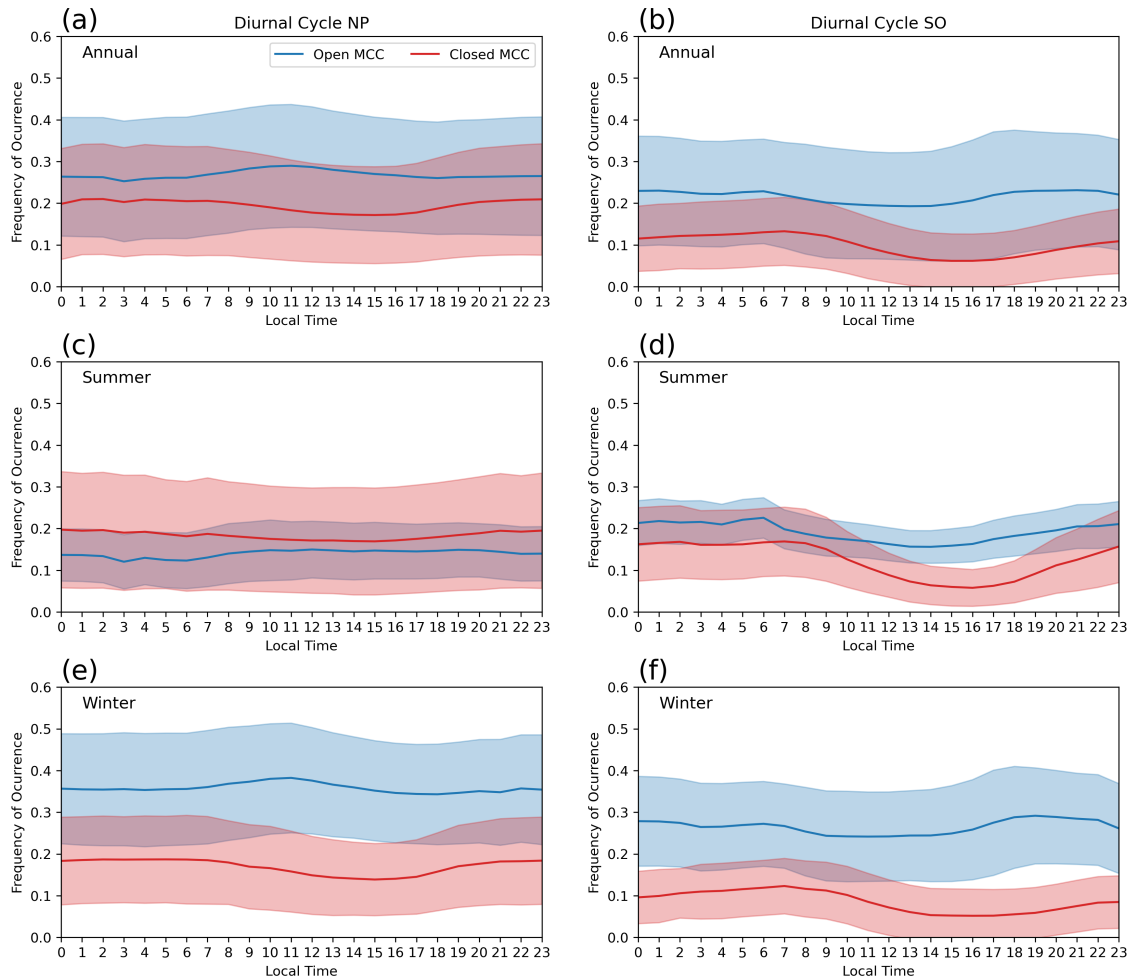 (a) Diurnal Cycle NP
Annual
Open MCC Closed MCC
Frequency of Ocurrence
0.6
0.5
0.4
0.3
0.2
0.1
0.0
0 1 2 3 4 5 6 7 8 9 10 11 12 13 14 15 16 17 18 19 20 21 22 23
Local Time
(b) Diurnal Cycle SO
Annual
Frequency of Ocurrence
0.6
0.5
0.4
0.3
0.2
0.1
0.0
0 1 2 3 4 5 6 7 8 9 10 11 12 13 14 15 16 17 18 19 20 21 22 23
Local Time
(c)
Summer
Frequency of Ocurrence
0.6
0.5
0.4
0.3
0.2
0.1
0.0
0 1 2 3 4 5 6 7 8 9 10 11 12 13 14 15 16 17 18 19 20 21 22 23
Local Time
(d)
Summer
Frequency of Ocurrence
0.6
0.5
0.4
0.3
0.2
0.1
0.0
0 1 2 3 4 5 6 7 8 9 10 11 12 13 14 15 16 17 18 19 20 21 22 23
Local Time
(e)
Winter
Frequency of Ocurrence
0.6
0.5
0.4
0.3
0.2
0.1
0.0
0 1 2 3 4 5 6 7 8 9 10 11 12 13 14 15 16 17 18 19 20 21 22 23
Local Time
(f)
Winter
Frequency of Ocurrence
0.6
0.5
0.4
0.3
0.2
0.1
0.0
0 1 2 3 4 5 6 7 8 9 10 11 12 13 14 15 16 17 18 19 20 21 22 23
Local Time